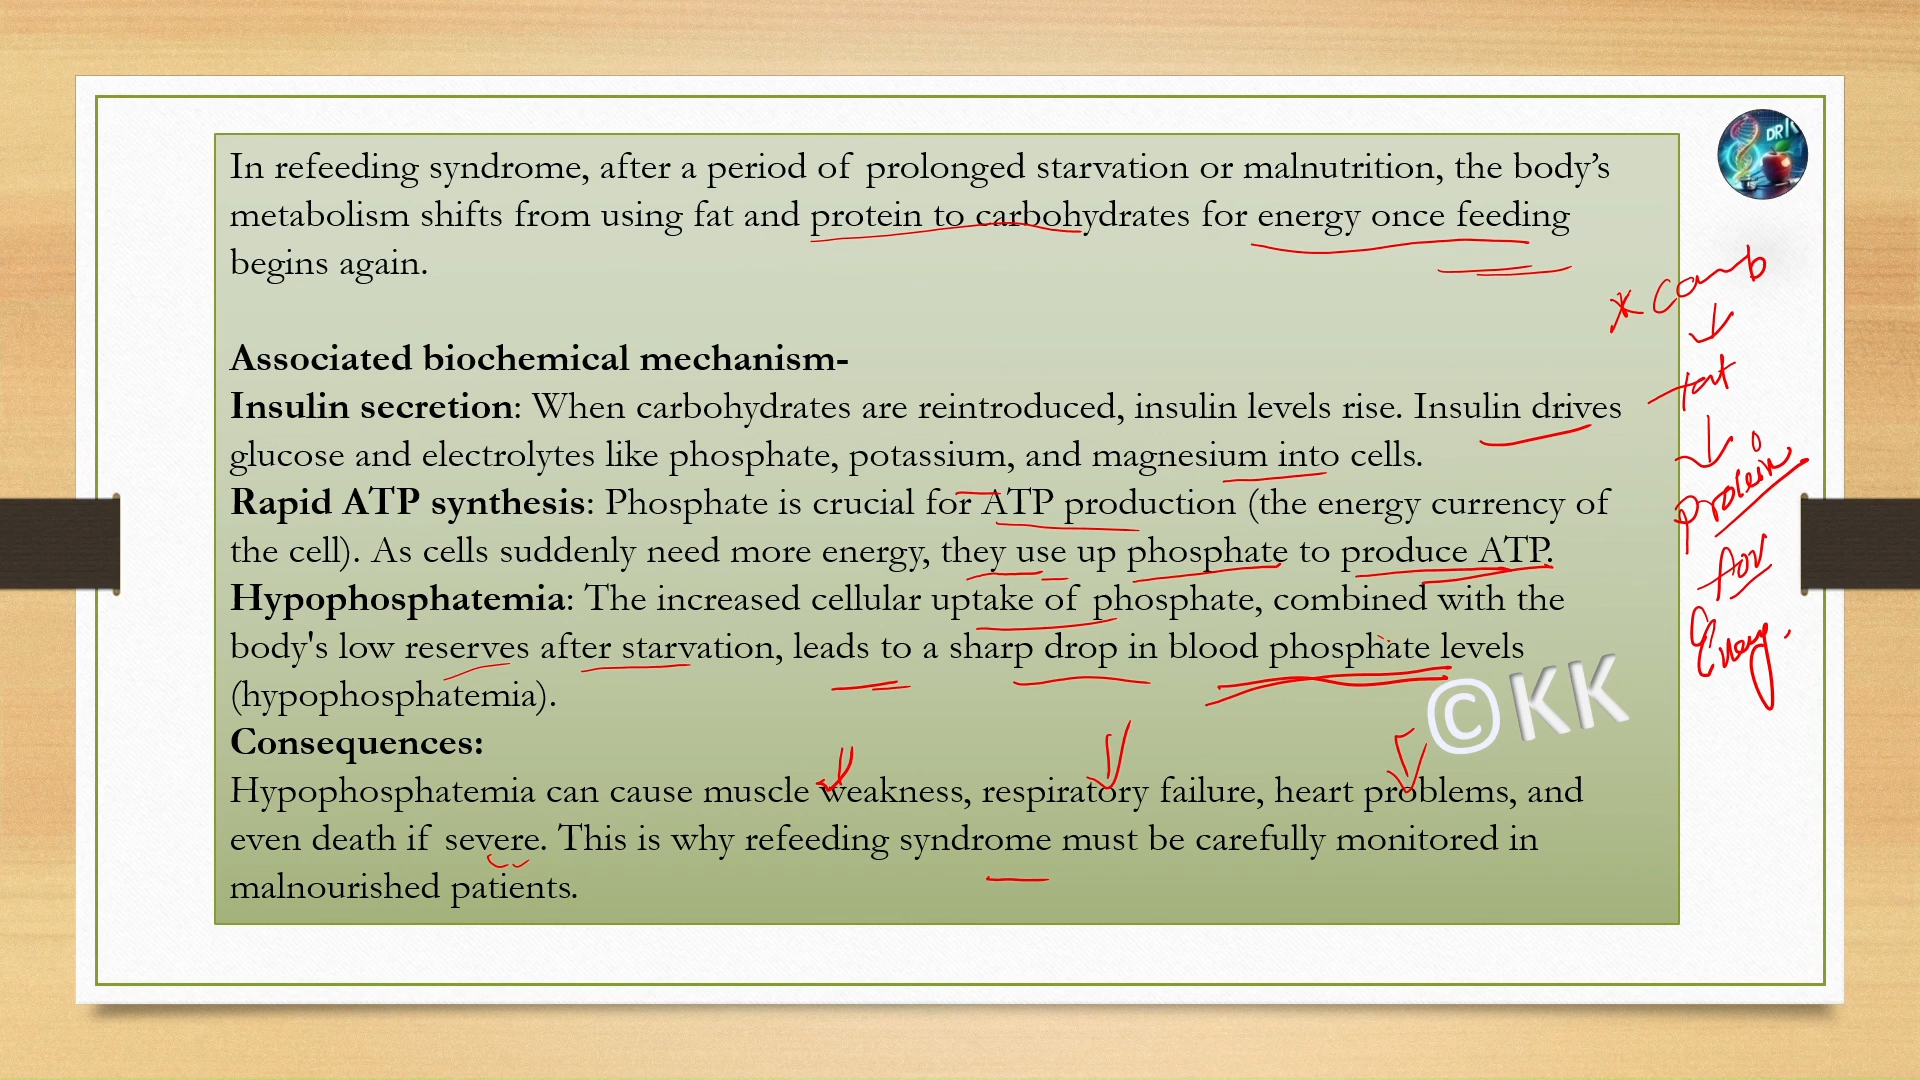 In refeeding syndrome, after a period of prolonged starvation or malnutrition, the body’s
metabolism shifts from using fat and protein to carbohydrates for energy once feeding
begins again.
Associated biochemical mechanism-
Insulin secretion: When carbohydrates are reintroduced, insulin levels rise. Insulin drives
glucose and electrolytes like phosphate, potassium, and magnesium into cells.
Rapid ATP synthesis: Phosphate is crucial for ATP production (the energy currency of
the cell). As cells suddenly need more energy, they use up phosphate to produce ATP.
Hypophosphatemia: The increased cellular uptake of phosphate, combined with the
body's low reserves after starvation, leads to a sharp drop in blood phosphate levels
(hypophosphatemia).
Consequences:
Hypophosphatemia can cause muscle weakness, respiratory failure, heart problems, and
even death if severe. This is why refeeding syndrome must be carefully monitored in
malnourished patients.
©KK
DR
Carb
fat
Protein
for
Energy.